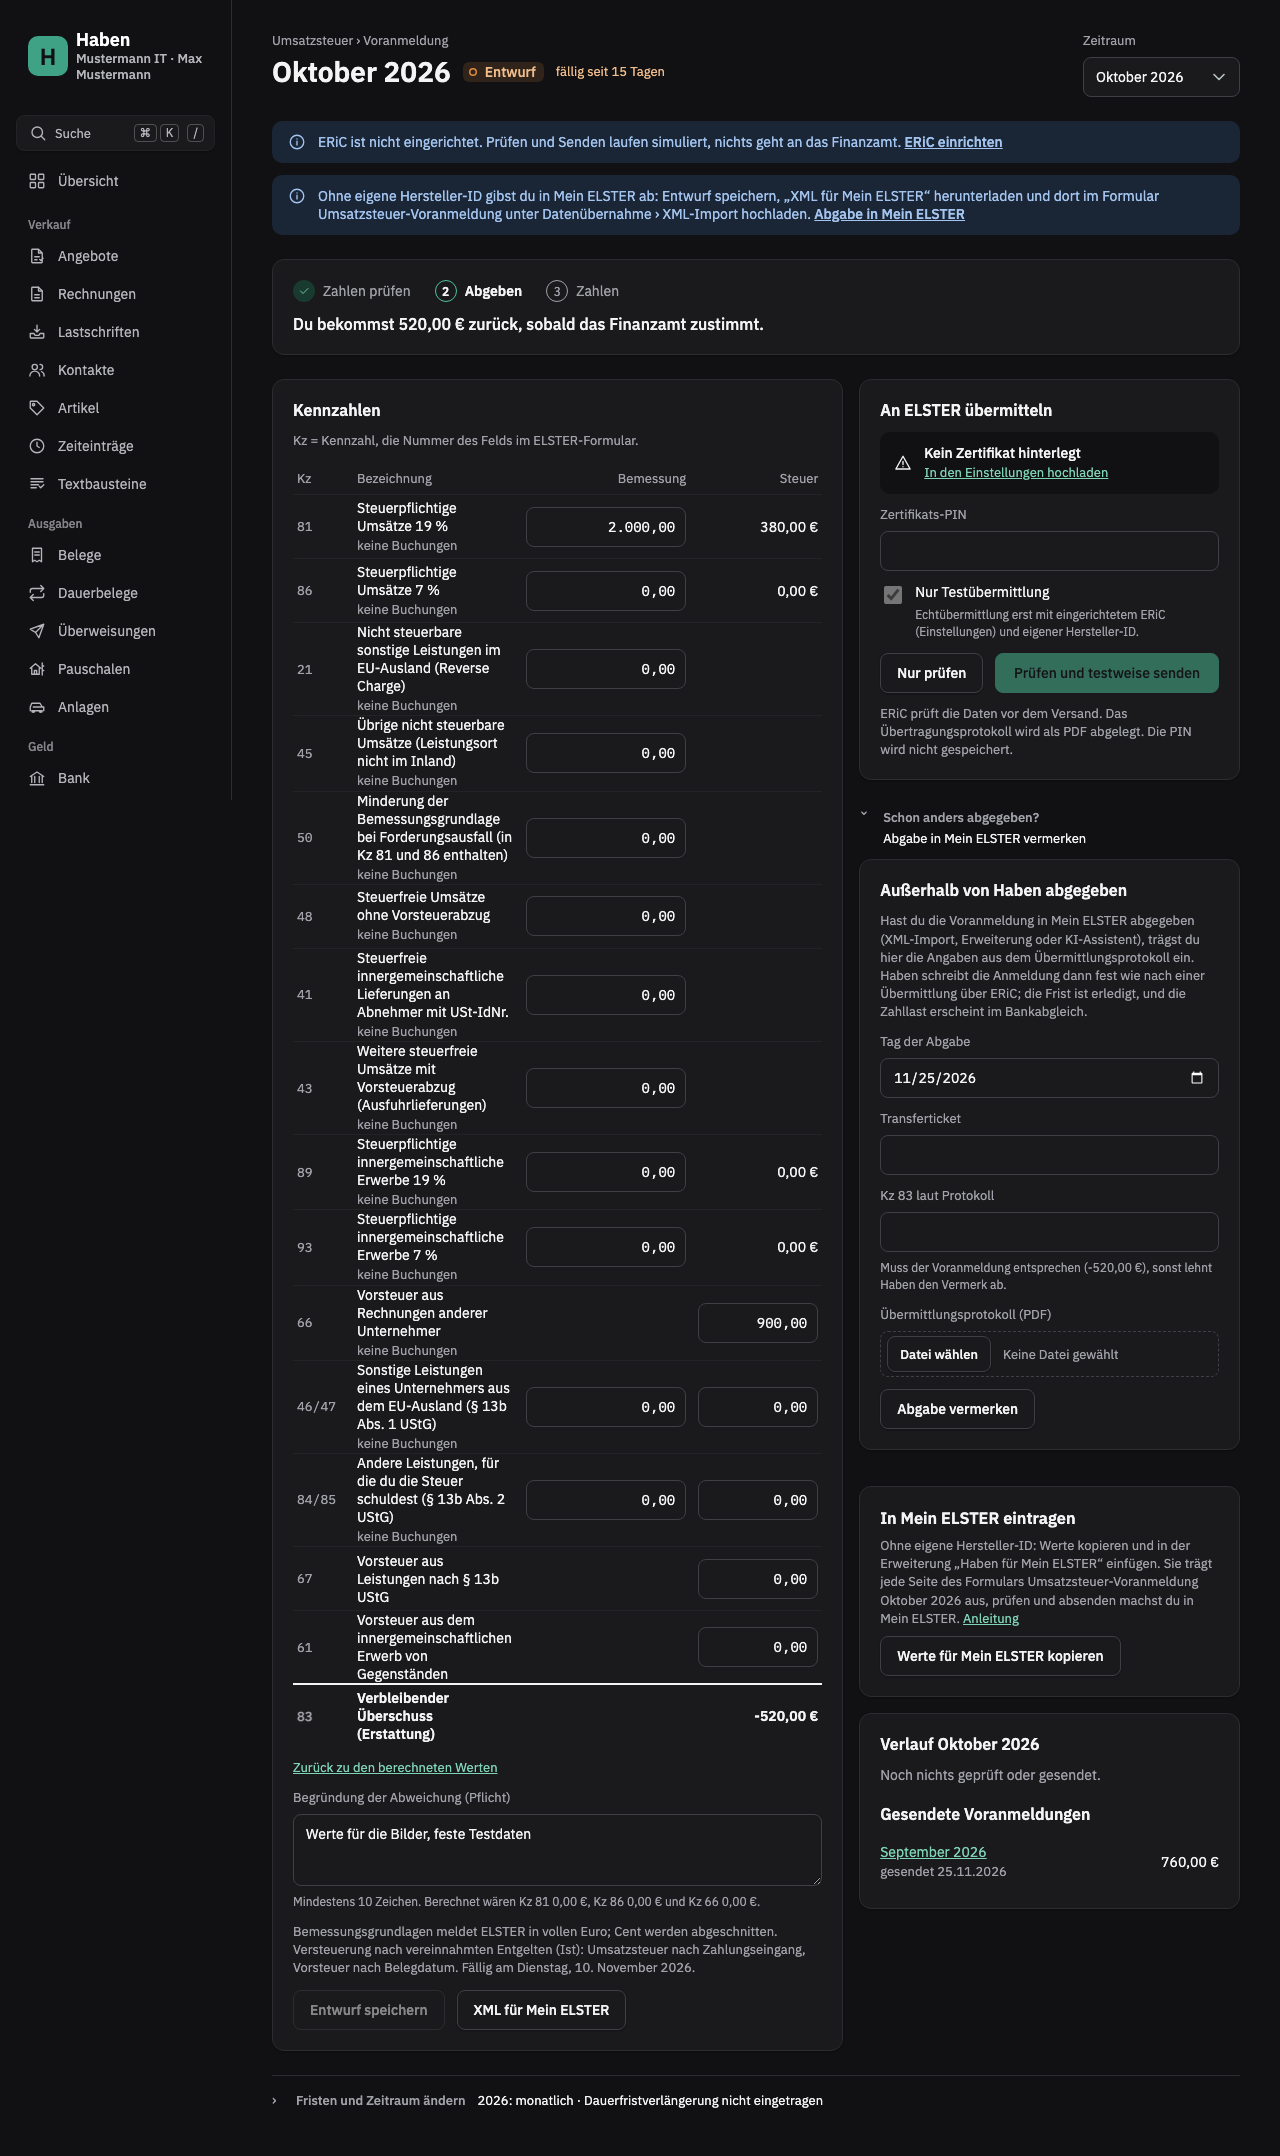 H
Haben
Mustermann IT · Max
Mustermann
Suche
⌘ K /
Übersicht
Verkauf
Angebote
Rechnungen
Lastschriften
Kontakte
Artikel
Zeiteinträge
Textbausteine
Ausgaben
Belege
Dauerbelege
Überweisungen
Pauschalen
Anlagen
Geld
Bank
Umsatzsteuer › Voranmeldung
Oktober 2026
Entwurf
fällig seit 15 Tagen
Zeitraum
Oktober 2026
ERiC ist nicht eingerichtet. Prüfen und Senden laufen simuliert, nichts geht an das Finanzamt. ERiC einrichten
Ohne eigene Hersteller-ID gibst du in Mein ELSTER ab: Entwurf speichern, „XML für Mein ELSTER“ herunterladen und dort im Formular
Umsatzsteuer-Voranmeldung unter Datenübernahme › XML-Import hochladen. Abgabe in Mein ELSTER
Zahlen prüfen
2 Abgeben
3 Zahlen
Du bekommst 520,00 € zurück, sobald das Finanzamt zustimmt.
Kennzahlen
Kz = Kennzahl, die Nummer des Felds im ELSTER-Formular.
Kz Bezeichnung Bemessung Steuer
Steuerpflichtige
81 Umsätze 19 % 2.000,00 380,00 €
keine Buchungen
Steuerpflichtige
86 Umsätze 7 % 0,00 0,00 €
keine Buchungen
Nicht steuerbare
sonstige Leistungen im
21 EU-Ausland (Reverse 0,00
Charge)
keine Buchungen
Übrige nicht steuerbare
Umsätze (Leistungsort
45 nicht im Inland) 0,00
keine Buchungen
Minderung der
Bemessungsgrundlage
50 bei Forderungsausfall (in 0,00
Kz 81 und 86 enthalten)
keine Buchungen
Steuerfreie Umsätze
48 ohne Vorsteuerabzug 0,00
keine Buchungen
Steuerfreie
innergemeinschaftliche
41 Lieferungen an 0,00
Abnehmer mit USt-IdNr.
keine Buchungen
Weitere steuerfreie
Umsätze mit
43 Vorsteuerabzug 0,00
(Ausfuhrlieferungen)
keine Buchungen
Steuerpflichtige
innergemeinschaftliche
89 Erwerbe 19 % 0,00 0,00 €
keine Buchungen
Steuerpflichtige
innergemeinschaftliche
93 Erwerbe 7 % 0,00 0,00 €
keine Buchungen
Vorsteuer aus
Rechnungen anderer
66 Unternehmer 900,00
keine Buchungen
Sonstige Leistungen
eines Unternehmers aus
46/47 dem EU-Ausland (§ 13b 0,00 0,00
Abs. 1 UStG)
keine Buchungen
Andere Leistungen, für
die du die Steuer
84/85 schuldest (§ 13b Abs. 2 0,00 0,00
UStG)
keine Buchungen
Vorsteuer aus
67 Leistungen nach § 13b 0,00
UStG
Vorsteuer aus dem
innergemeinschaftlichen
61 Erwerb von 0,00
Gegenständen
Verbleibender
83 Überschuss -520,00 €
(Erstattung)
Zurück zu den berechneten Werten
Begründung der Abweichung (Pflicht)
Werte für die Bilder, feste Testdaten
Mindestens 10 Zeichen. Berechnet wären Kz 81 0,00 €, Kz 86 0,00 € und Kz 66 0,00 €.
Bemessungsgrundlagen meldet ELSTER in vollen Euro; Cent werden abgeschnitten.
Versteuerung nach vereinnahmten Entgelten (Ist): Umsatzsteuer nach Zahlungseingang,
Vorsteuer nach Belegdatum. Fällig am Dienstag, 10. November 2026.
Entwurf speichern
XML für Mein ELSTER
An ELSTER übermitteln
Kein Zertifikat hinterlegt
In den Einstellungen hochladen
Zertifikats-PIN
Nur Testübermittlung
Echtübermittlung erst mit eingerichtetem ERiC
(Einstellungen) und eigener Hersteller-ID.
Nur prüfen
Prüfen und testweise senden
ERiC prüft die Daten vor dem Versand. Das
Übertragungsprotokoll wird als PDF abgelegt. Die PIN
wird nicht gespeichert.
Schon anders abgegeben?
Abgabe in Mein ELSTER vermerken
Außerhalb von Haben abgegeben
Hast du die Voranmeldung in Mein ELSTER abgegeben
(XML-Import, Erweiterung oder KI-Assistent), trägst du
hier die Angaben aus dem Übermittlungsprotokoll ein.
Haben schreibt die Anmeldung dann fest wie nach einer
Übermittlung über ERiC; die Frist ist erledigt, und die
Zahllast erscheint im Bankabgleich.
Tag der Abgabe
11/25/2026
Transferticket
Kz 83 laut Protokoll
Muss der Voranmeldung entsprechen (-520,00 €), sonst lehnt
Haben den Vermerk ab.
Übermittlungsprotokoll (PDF)
Datei wählen
Keine Datei gewählt
Abgabe vermerken
In Mein ELSTER eintragen
Ohne eigene Hersteller-ID: Werte kopieren und in der
Erweiterung „Haben für Mein ELSTER“ einfügen. Sie trägt
jede Seite des Formulars Umsatzsteuer-Voranmeldung
Oktober 2026 aus, prüfen und absenden machst du in
Mein ELSTER. Anleitung
Werte für Mein ELSTER kopieren
Verlauf Oktober 2026
Noch nichts geprüft oder gesendet.
Gesendete Voranmeldungen
September 2026
gesendet 25.11.2026
760,00 €
Fristen und Zeitraum ändern 2026: monatlich · Dauerfristverlängerung nicht eingetragen